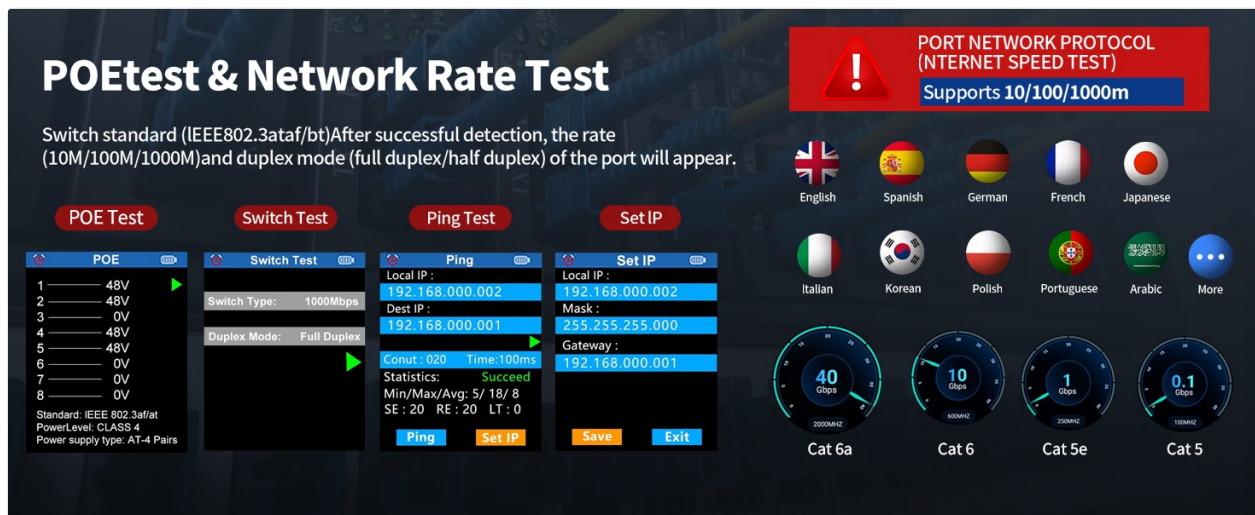 POEtest & Network Rate Test
Switch standard (lEEE802.3ataf/bt)After successful detection, the rate
(10M/100M/1000M)and duplex mode (full duplex/half duplex) of the port will appear.
PORT NETWORK PROTOCOL
(NTERNET SPEED TEST)
Supports 10/100/1000m
English
Spanish
German
French
Japanese
Italian
Korean
Polish
Portuguese
Arabic
More
POE Test
POE
1 48V
2 48V
3 0V
4 48V
5 48V
6 0V
7 0V
8 0V
Standard: IEEE 802.3af/at
PowerLevel: CLASS 4
Power supply type: AT-4 Pairs
Switch Test
Switch Test
Switch Type: 1000Mbps
Duplex Mode: Full Duplex
Ping Test
Ping
Local IP :
192.168.000.002
Dest IP :
192.168.000.001
Conut : 020 Time:100ms
Statistics: Succeed
Min/Max/Avg: 5/ 18/ 8
SE : 20 RE : 20 LT : 0
Ping Set IP
Set IP
Set IP
Local IP :
192.168.000.002
Mask :
255.255.255.000
Gateway :
192.168.000.001
Save Exit
40
Gbps
2000MHZ
Cat 6a
10
Gbps
600MHZ
Cat 6
1
Gbps
250MHZ
Cat 5e
0.1
Gbps
100MHZ
Cat 5